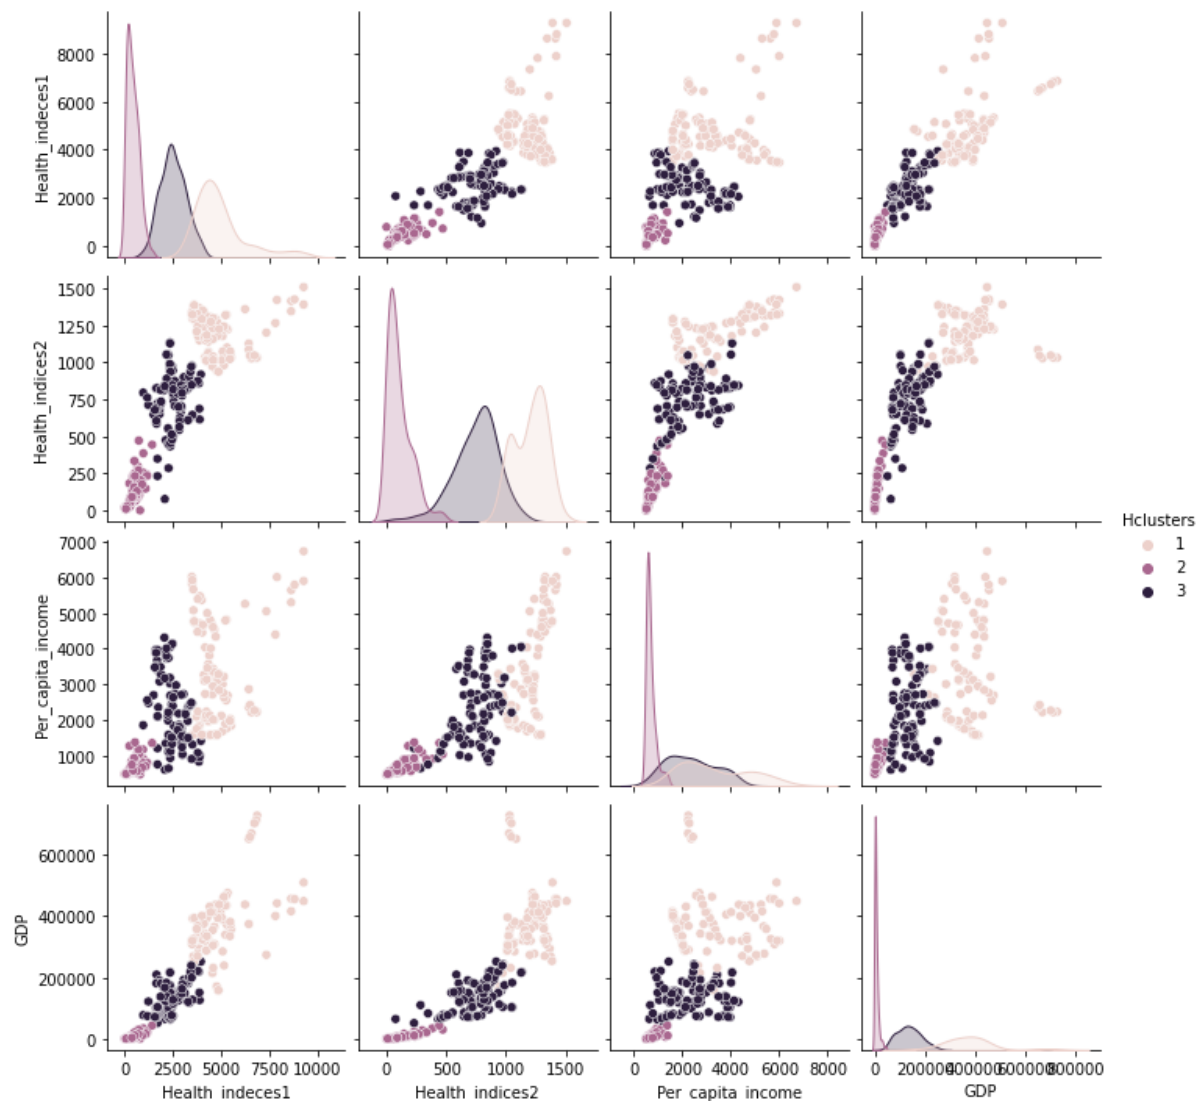 8000
6000
4000
2000
0
Health_indeces1
1500
1250
1000
750
500
250
0
Health_indices2
Hclusters
1
2
3
7000
6000
5000
4000
3000
2000
1000
Per_capita_income
600000
400000
200000
0
GDP
0 2500 5000 7500 10000
Health_indeces1
0 500 1000 1500
Health_indices2
0 2000 4000 6000 8000
Per_capita_income
0 200000 400000 600000 800000
GDP